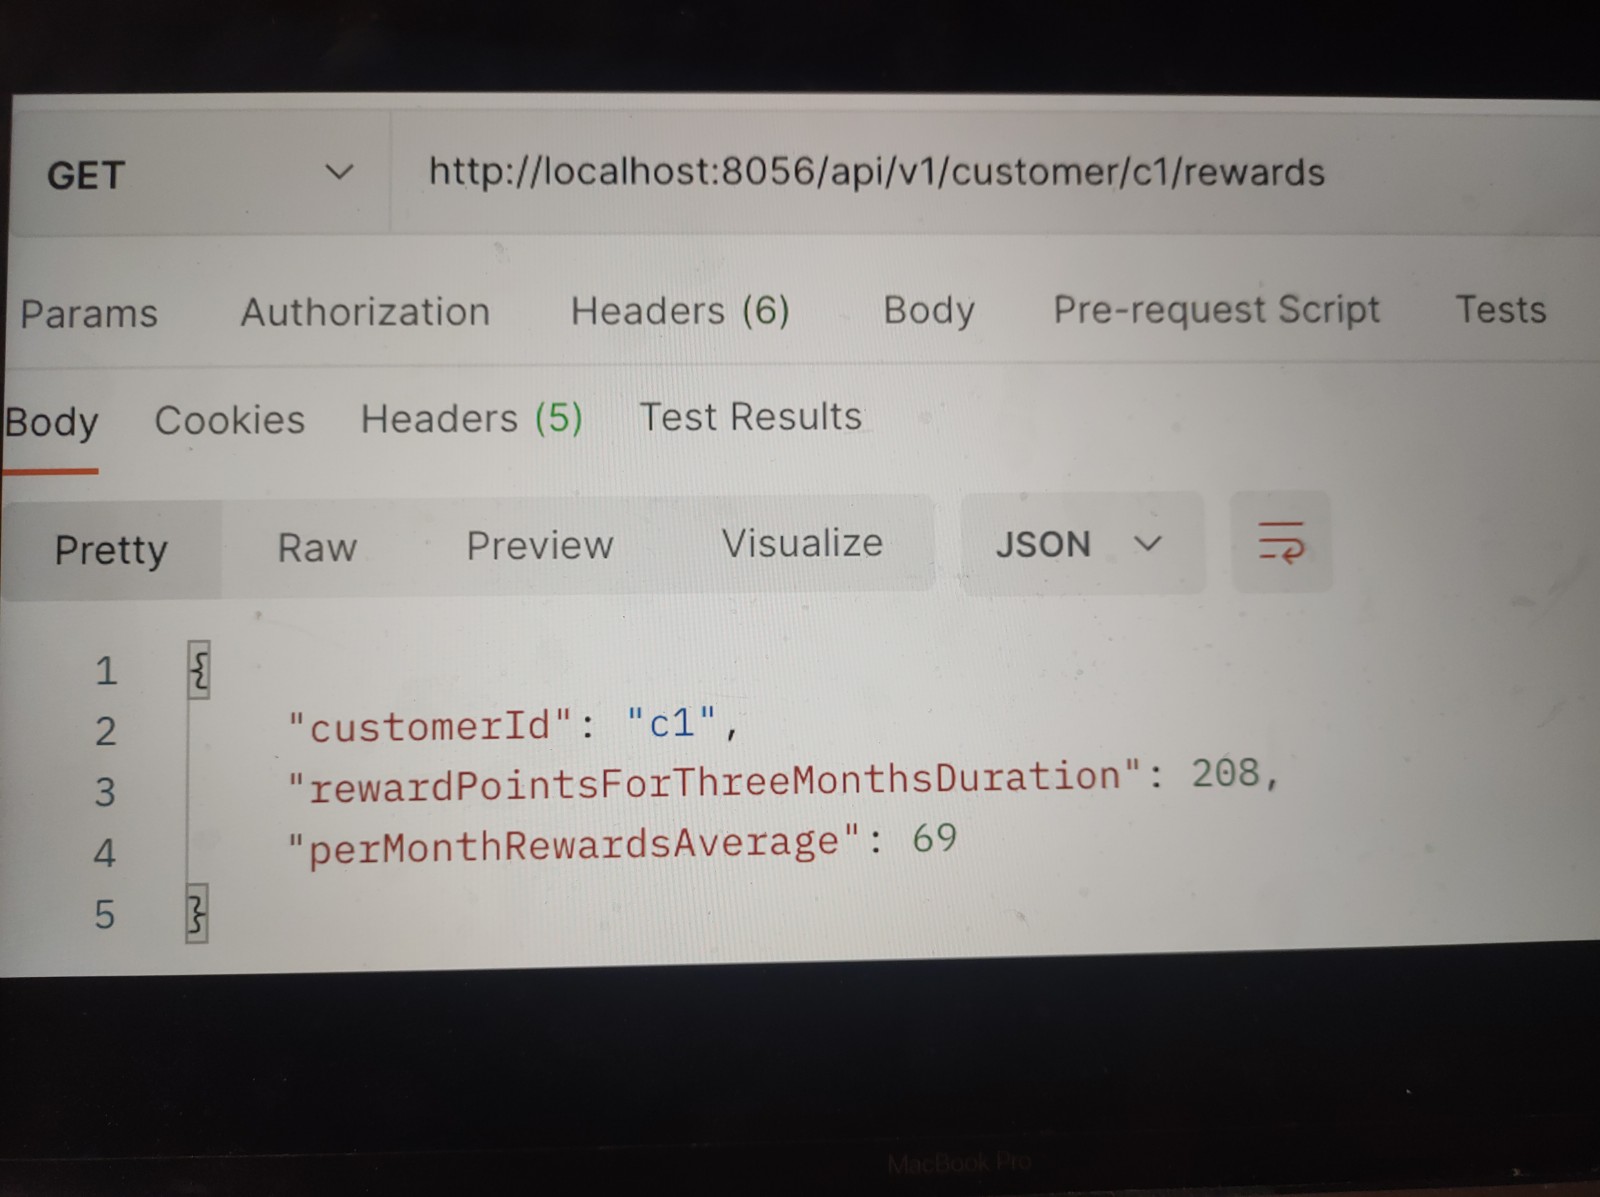 GET http://localhost:8056/api/v1/customer/c1/rewards
Params Authorization Headers (6) Body Pre-request Script Tests
Body Cookies Headers (5) Test Results
Pretty Raw Preview Visualize JSON
1 {
2 "customerId": "c1",
3 "rewardPointsForThreeMonthsDuration": 208,
4 "perMonthRewardsAverage": 69
5 }
MacBook Pro